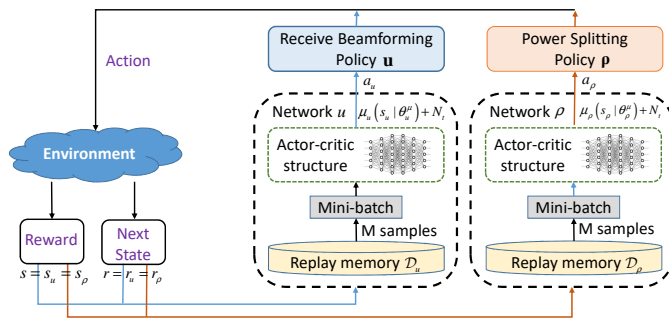 Action
Receive Beamforming
Policy u
Power Splitting
Policy ρ
a_u
a_ρ
Network u
μ_u(s_u | θ_u^μ) + N_t
Network ρ
μ_ρ(s_ρ | θ_ρ^μ) + N_t
Actor-critic
structure
Actor-critic
structure
Environment
Mini-batch
Mini-batch
M samples
M samples
Reward
Next
State
Replay memory 𝒟_u
Replay memory 𝒟_ρ
s = s_u = s_ρ
r = r_u = r_ρ